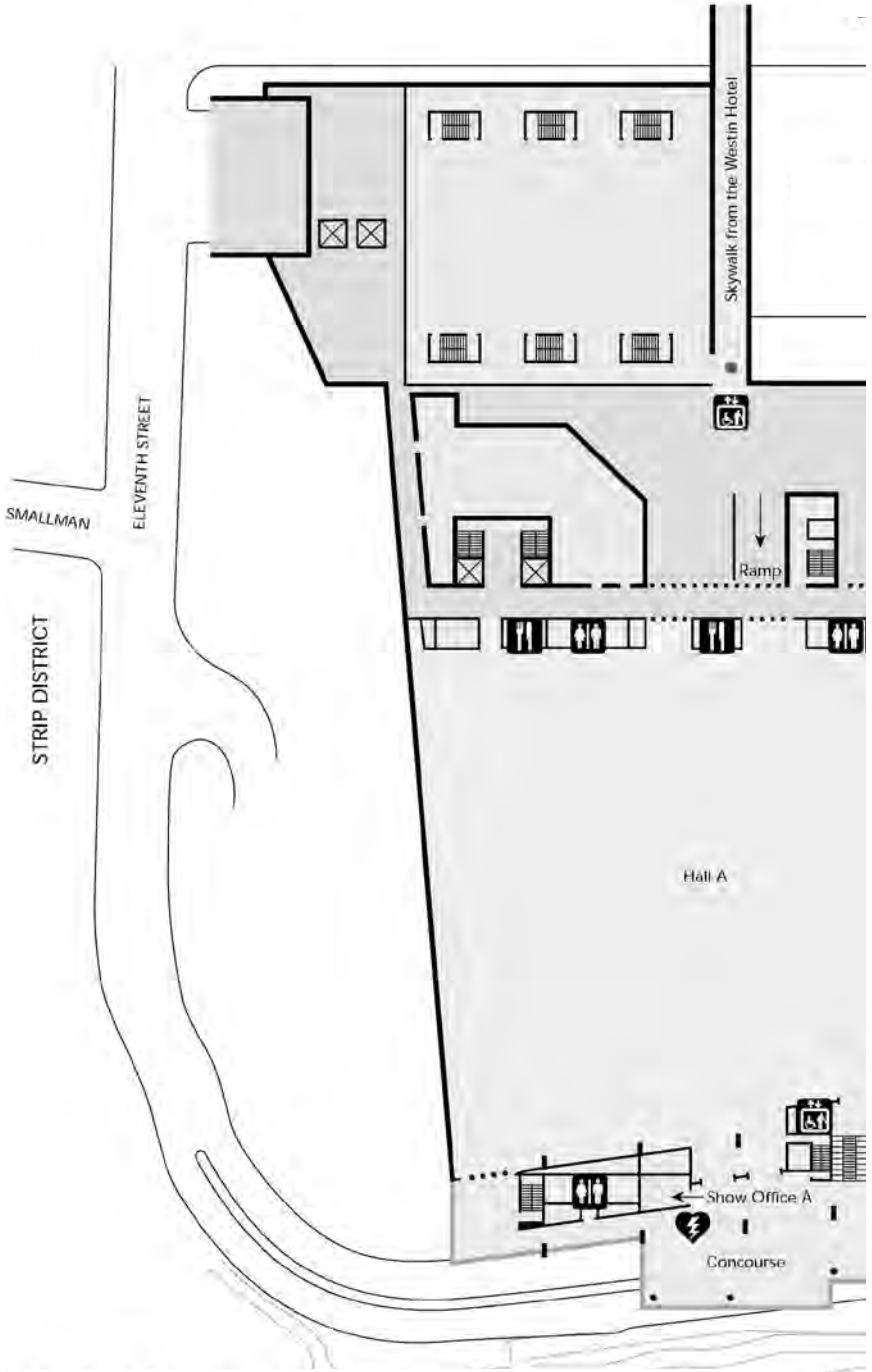 Skywalk from the Westin Hotel
ELEVENTH STREET
SMALLMAN
STRIP DISTRICT
Ramp
Hall A
Show Office A
Concourse